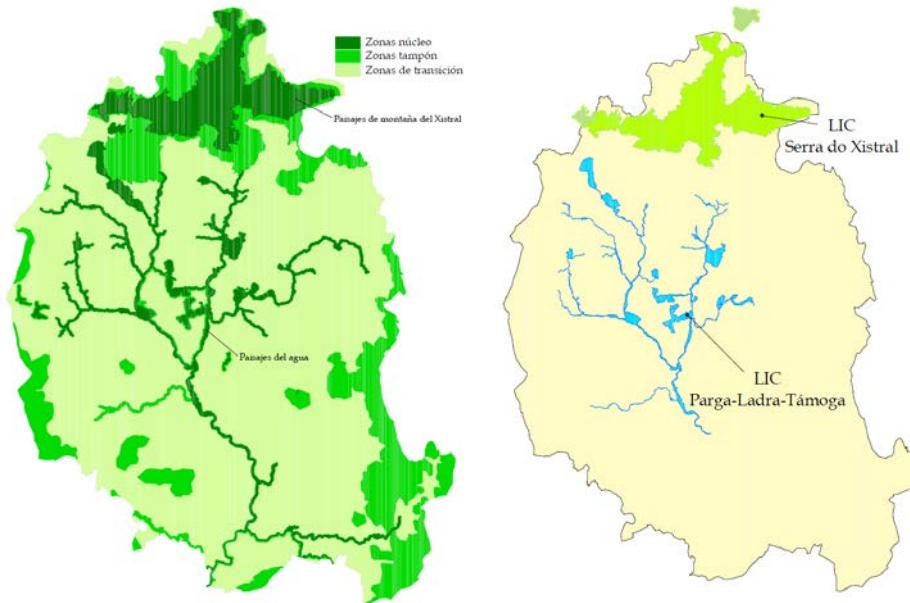 Zonas núcleo
Zonas tampón
Zonas de transición
Paisajes de montaña del Xistral
Paisajes del agua
LIC
Serra do Xistral
LIC
Parga-Ladra-Támoga